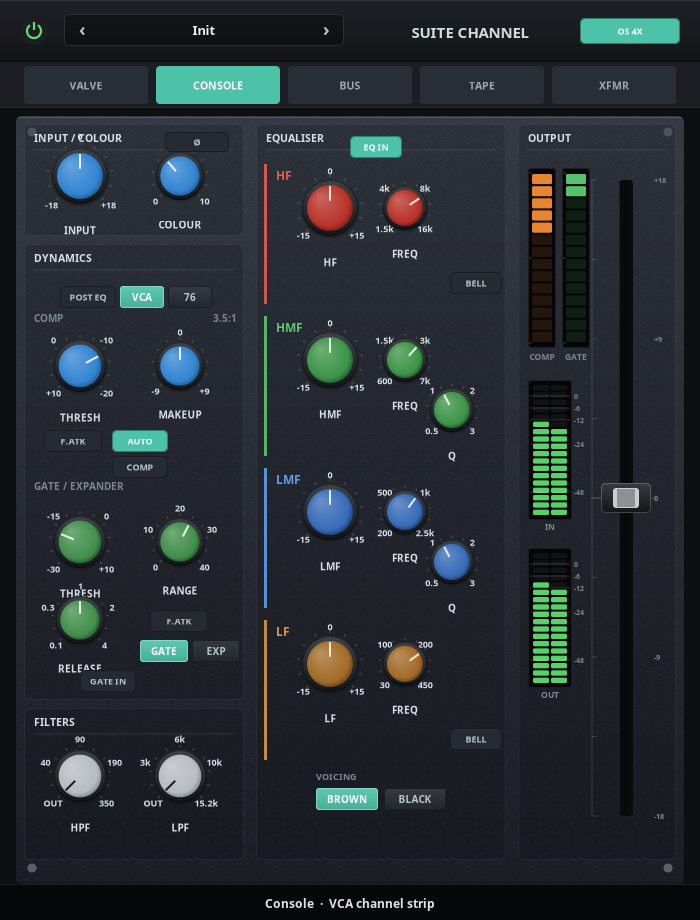 ‹ Init ›
SUITE CHANNEL
OS 4X
VALVE
CONSOLE
BUS
TAPE
XFMR
INPUT / COLOUR
Ø
0
-18
+18
0
10
INPUT
COLOUR
DYNAMICS
POST EQ
VCA
76
COMP
3.5:1
0
-10
+10
-20
0
-9
+9
THRESH
MAKEUP
F.ATK
AUTO
COMP
GATE / EXPANDER
-15
0
-30
+10
20
10
30
0
40
THRESH
RANGE
1
0.3
2
0.1
4
RELEASE
F.ATK
GATE
EXP
GATE IN
FILTERS
90
40
190
OUT
350
6k
3k
10k
OUT
15.2k
HPF
LPF
EQUALISER
EQ IN
HF
0
-15
+15
4k
8k
1.5k
16k
HF
FREQ
BELL
HMF
0
-15
+15
1.5k
3k
600
7k
HMF
FREQ
1
2
0.5
3
Q
LMF
0
-15
+15
500
1k
200
2.5k
LMF
FREQ
1
2
0.5
3
Q
LF
0
-15
+15
100
200
30
450
LF
FREQ
BELL
VOICING
BROWN
BLACK
OUTPUT
COMP
GATE
0
-6
-12
-24
-48
IN
0
-6
-12
-24
-48
OUT
+18
+9
0
-9
-18
Console · VCA channel strip